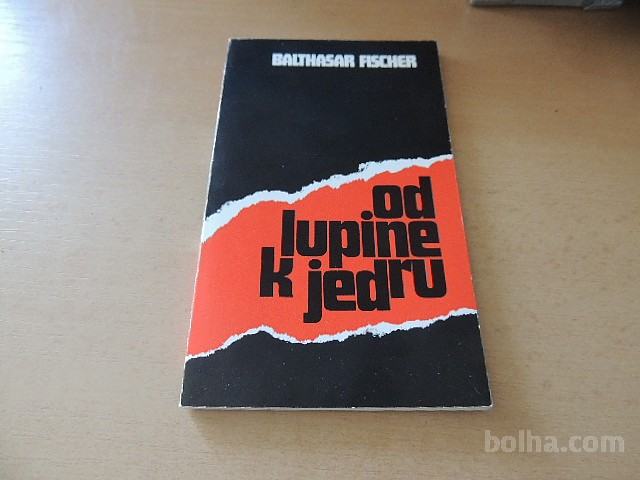 BALTHASAR FISCHER
od
lupine
k jedru
bolha.com